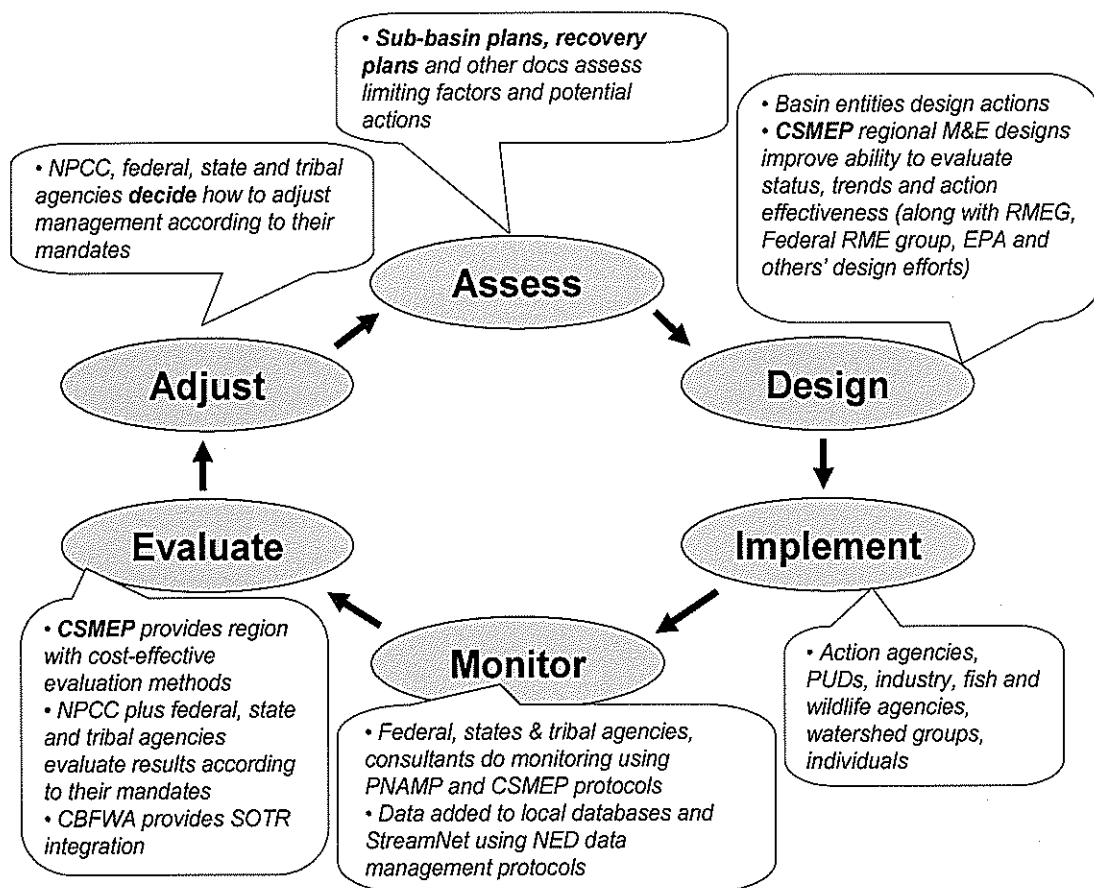 • Sub-basin plans, recovery
plans and other docs assess
limiting factors and potential
actions
• Basin entities design actions
• CSMEP regional M&E designs
improve ability to evaluate
status, trends and action
effectiveness (along with RMEG,
Federal RME group, EPA and
others' design efforts)
• NPCC, federal, state and tribal
agencies decide how to adjust
management according to their
mandates
Assess
Adjust
Design
Evaluate
Implement
Monitor
• CSMEP provides region
with cost-effective
evaluation methods
• NPCC plus federal, state
and tribal agencies
evaluate results according
to their mandates
• CBFWA provides SOTR
integration
• Federal, states & tribal agencies,
consultants do monitoring using
PNAMP and CSMEP protocols
• Data added to local databases and
StreamNet using NED data
management protocols
• Action agencies,
PUDs, industry, fish and
wildlife agencies,
watershed groups,
individuals